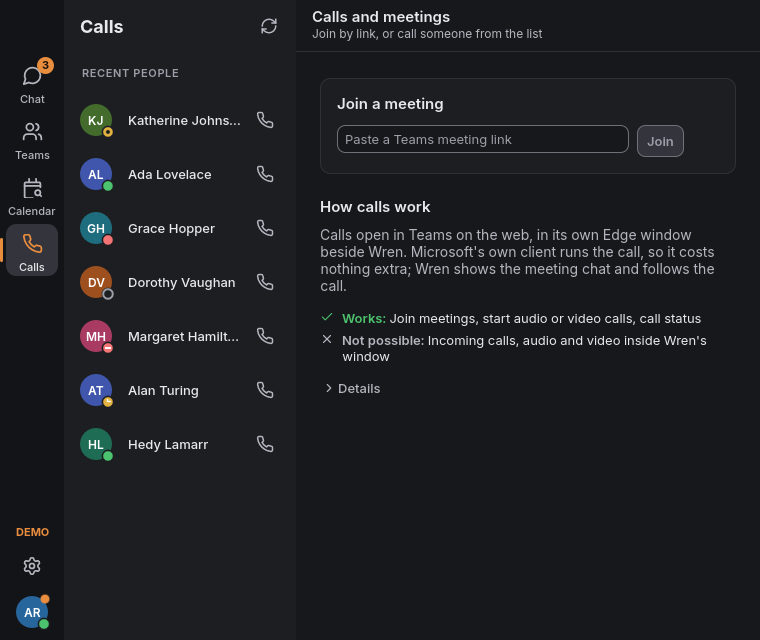 Calls
Calls and meetings
Join by link, or call someone from the list
3
Chat
Teams
Calendar
Calls
RECENT PEOPLE
KJ Katherine Johns...
AL Ada Lovelace
GH Grace Hopper
DV Dorothy Vaughan
MH Margaret Hamilt...
AT Alan Turing
HL Hedy Lamarr
Join a meeting
Paste a Teams meeting link Join
How calls work
Calls open in Teams on the web, in its own Edge window
beside Wren. Microsoft's own client runs the call, so it costs
nothing extra; Wren shows the meeting chat and follows the
call.
Works: Join meetings, start audio or video calls, call status
Not possible: Incoming calls, audio and video inside Wren's
window
Details
DEMO
AR